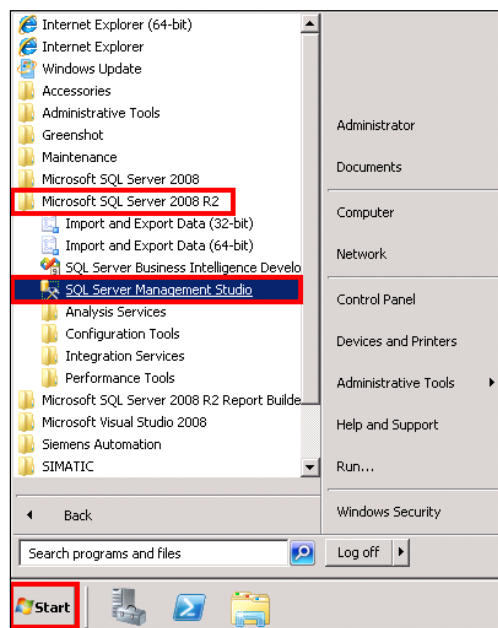 Internet Explorer (64-bit)
Internet Explorer
Windows Update
Accessories
Administrative Tools
Greenshot
Maintenance
Microsoft SQL Server 2008
Microsoft SQL Server 2008 R2
Import and Export Data (32-bit)
Import and Export Data (64-bit)
SQL Server Business Intelligence Develo
SQL Server Management Studio
Analysis Services
Configuration Tools
Integration Services
Performance Tools
Microsoft SQL Server 2008 R2 Report Builde
Microsoft Visual Studio 2008
Siemens Automation
SIMATIC
Back
Search programs and files
Administrator
Documents
Computer
Network
Control Panel
Devices and Printers
Administrative Tools
Help and Support
Run...
Windows Security
Log off
Start